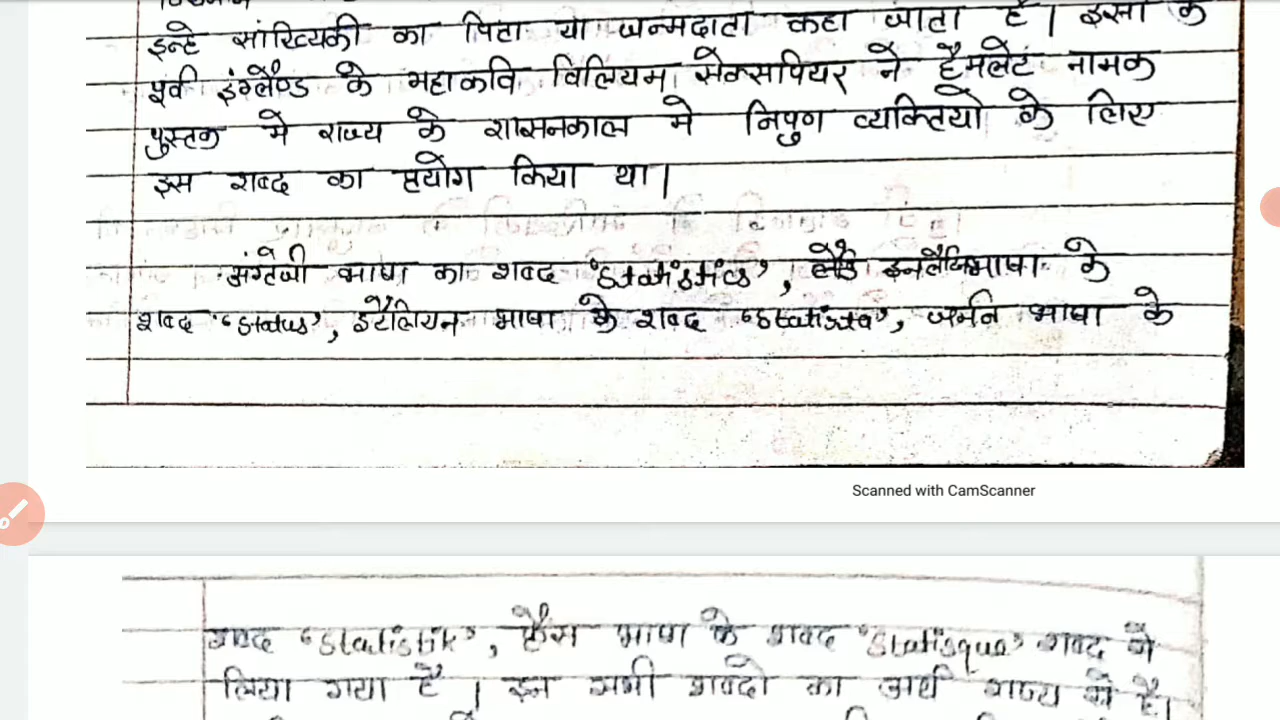 इन्हे सांख्यिकी का पिता या जन्मदाता कहा जाता है। इसी के
पूर्व इंग्लैण्ड के महाकवि विलियम सेक्सपियर ने हैमलेट नामक
पुस्तक मे राज्य के शासनकाल मे निपुण व्यक्तियो के लिए
इस शब्द का प्रयोग किया था।
अंग्रेजी भाषा का शब्द 'Statistics', भाषा के
शब्द 'Status', इटैलियन भाषा के शब्द 'Statista', जर्मन भाषा के
Scanned with CamScanner
शब्द 'Statistik', फ्रैंस भाषा के शब्द 'Statisque' शब्द से
लिया गया है। इन सभी शब्दो का अर्थ राज्य से है।